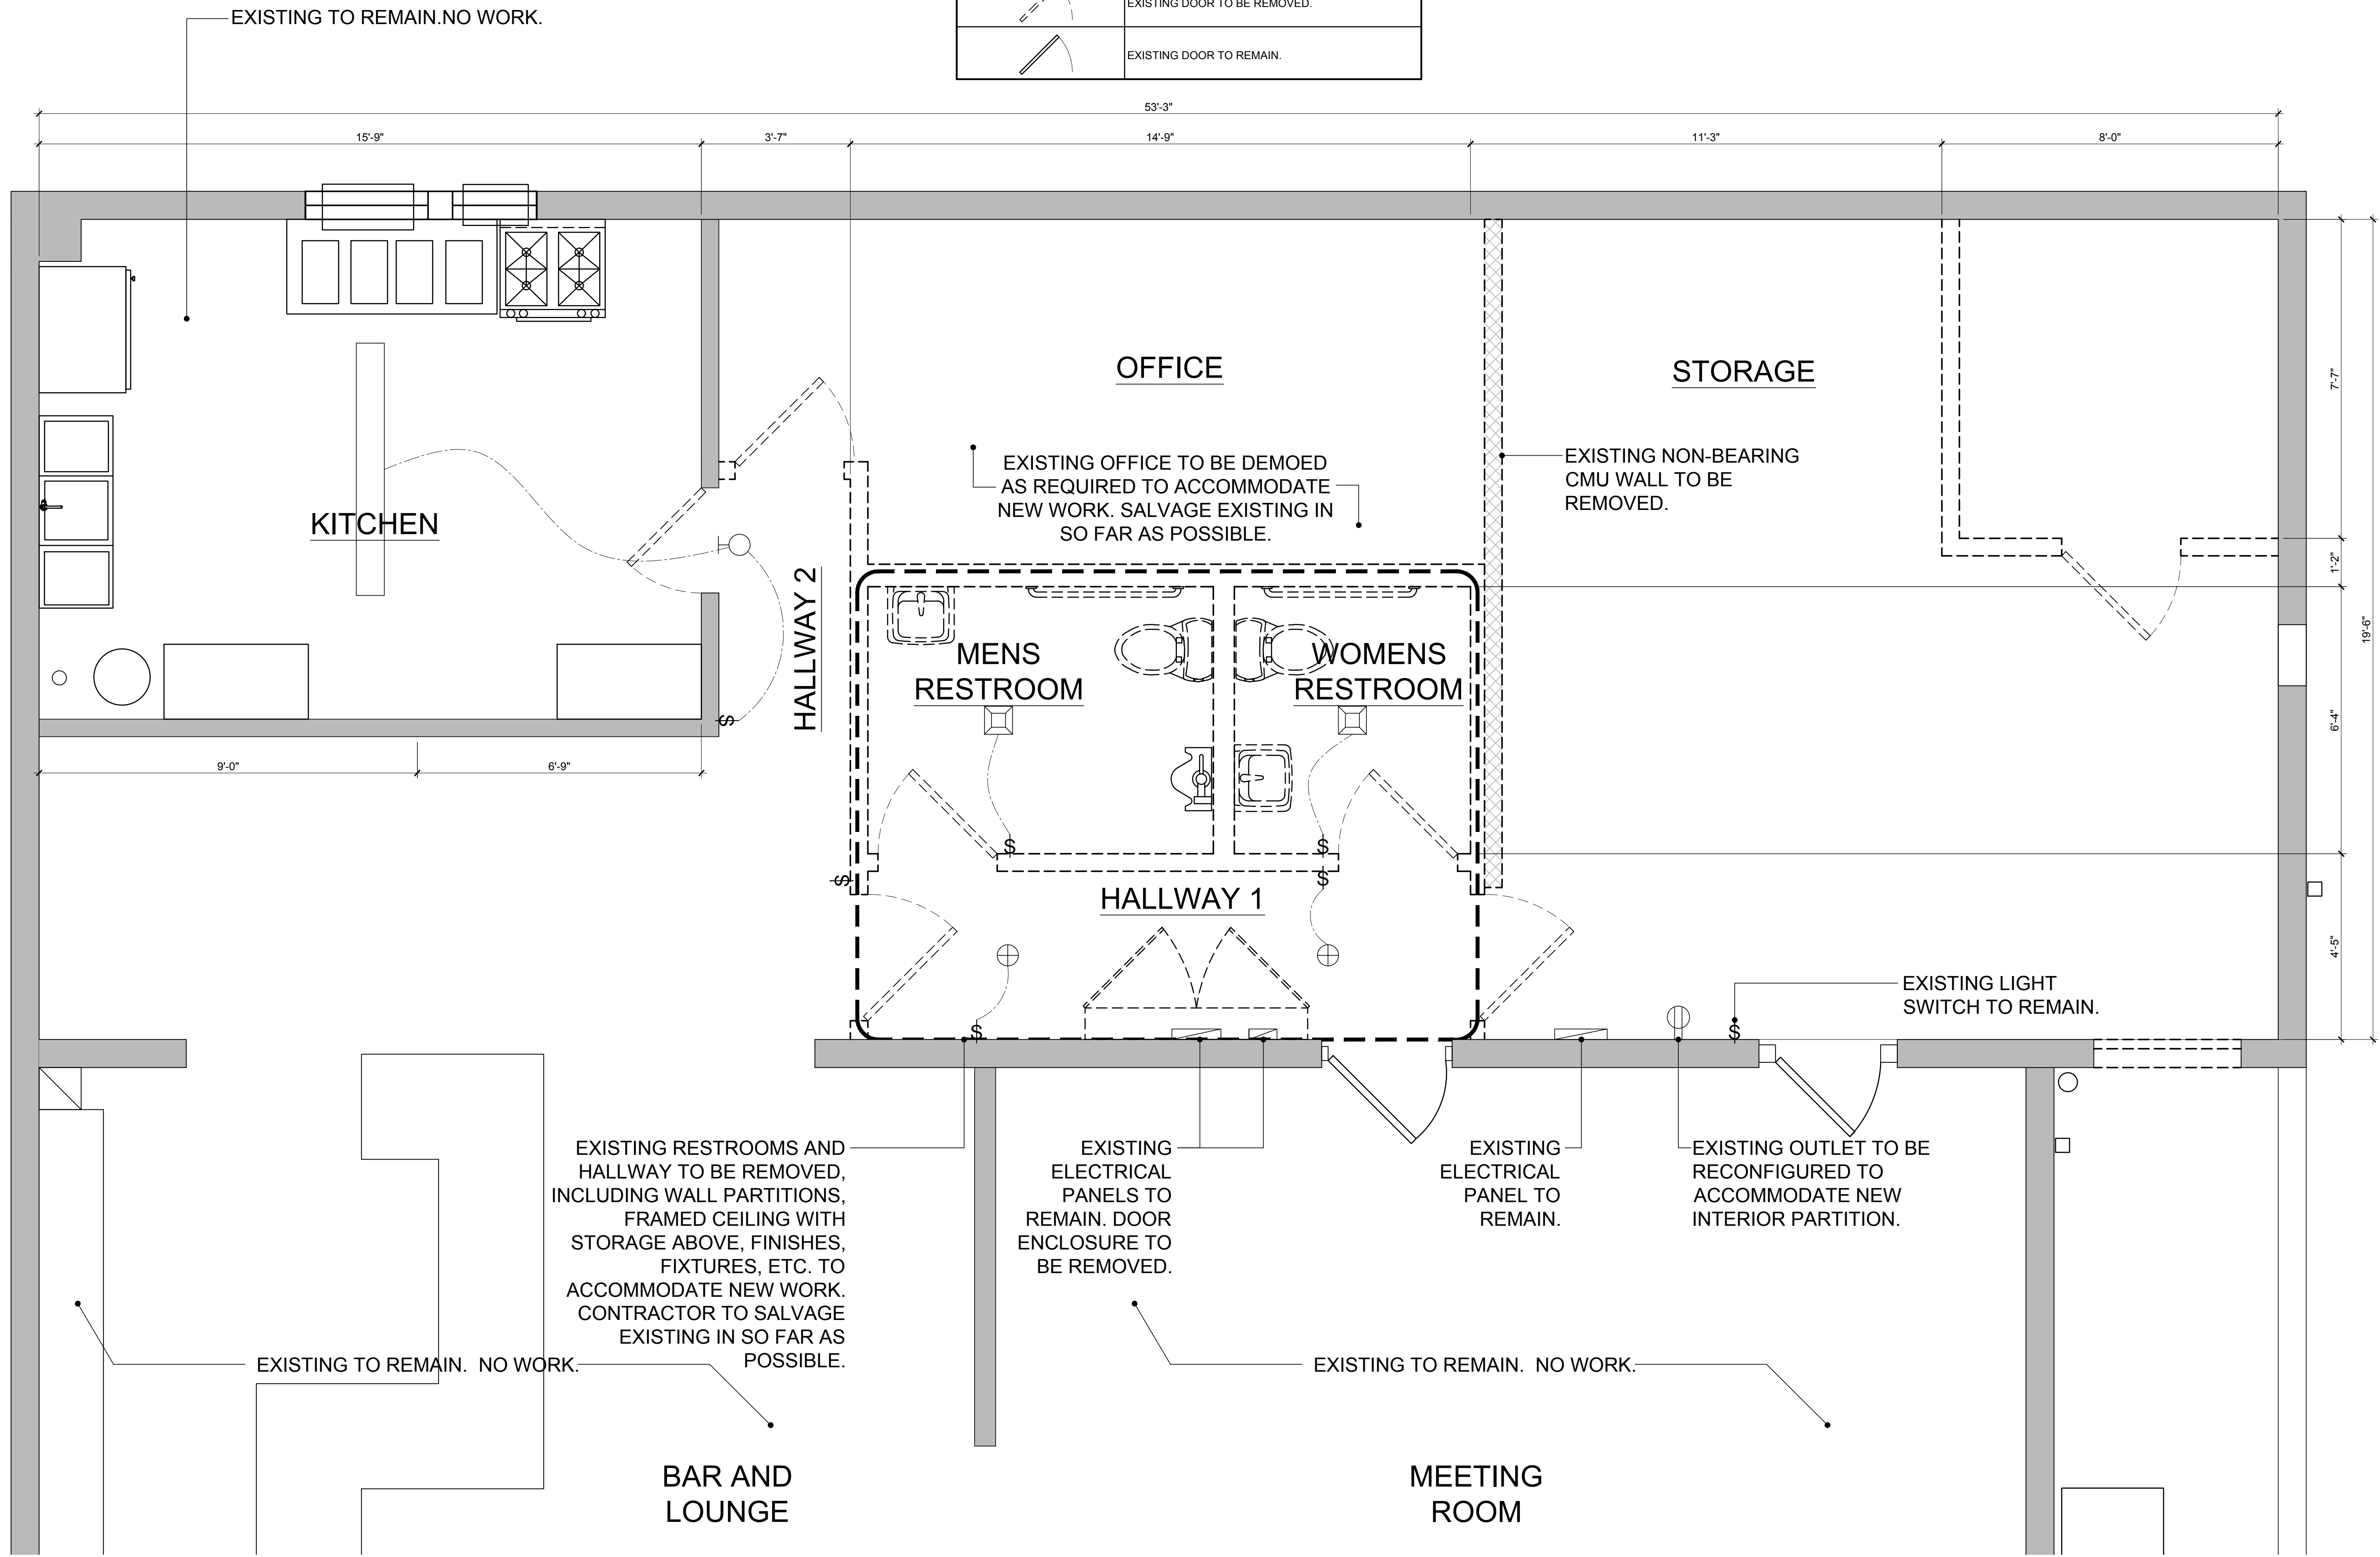 EXISTING TO REMAIN.NO WORK.
EXISTING DOOR TO BE REMOVED.
EXISTING DOOR TO REMAIN.
53'-3"
15'-9"
3'-7"
14'-9"
11'-3"
8'-0"
OFFICE
STORAGE
7'-7"
EXISTING OFFICE TO BE DEMOED
AS REQUIRED TO ACCOMMODATE
NEW WORK. SALVAGE EXISTING IN
SO FAR AS POSSIBLE.
EXISTING NON-BEARING
CMU WALL TO BE
REMOVED.
KITCHEN
1'-2"
HALLWAY 2
19'-6"
MENS
RESTROOM
WOMENS
RESTROOM
$
6'-4"
9'-0"
6'-9"
$
$
$
$
HALLWAY 1
4'-5"
EXISTING LIGHT
SWITCH TO REMAIN.
$
$
EXISTING RESTROOMS AND
HALLWAY TO BE REMOVED,
INCLUDING WALL PARTITIONS,
FRAMED CEILING WITH
STORAGE ABOVE, FINISHES,
FIXTURES, ETC. TO
ACCOMMODATE NEW WORK.
CONTRACTOR TO SALVAGE
EXISTING IN SO FAR AS
POSSIBLE.
EXISTING
ELECTRICAL
PANELS TO
REMAIN. DOOR
ENCLOSURE TO
BE REMOVED.
EXISTING
ELECTRICAL
PANEL TO
REMAIN.
EXISTING OUTLET TO BE
RECONFIGURED TO
ACCOMMODATE NEW
INTERIOR PARTITION.
EXISTING TO REMAIN.  NO WORK.
EXISTING TO REMAIN.  NO WORK.
BAR AND
LOUNGE
MEETING
ROOM